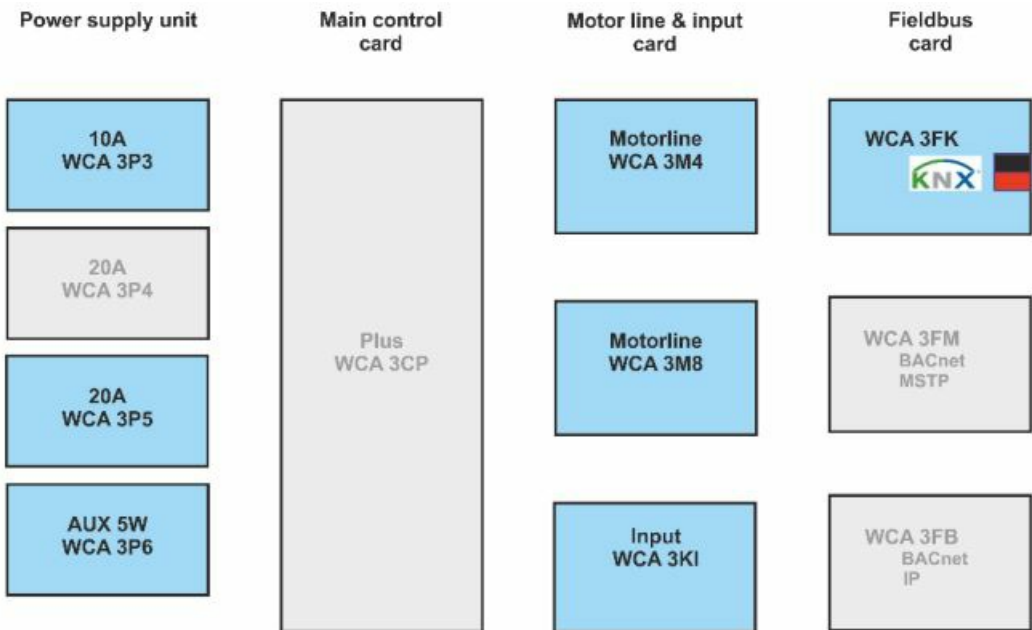 Power supply unit
Main control
card
Motor line & input
card
Fieldbus
card
10A
WCA 3P3
20A
WCA 3P4
20A
WCA 3P5
AUX 5W
WCA 3P6
Plus
WCA 3CP
Motorline
WCA 3M4
Motorline
WCA 3M8
Input
WCA 3KI
WCA 3FK
KNX
WCA 3FM
BACnet
MSTP
WCA 3FB
BACnet
IP